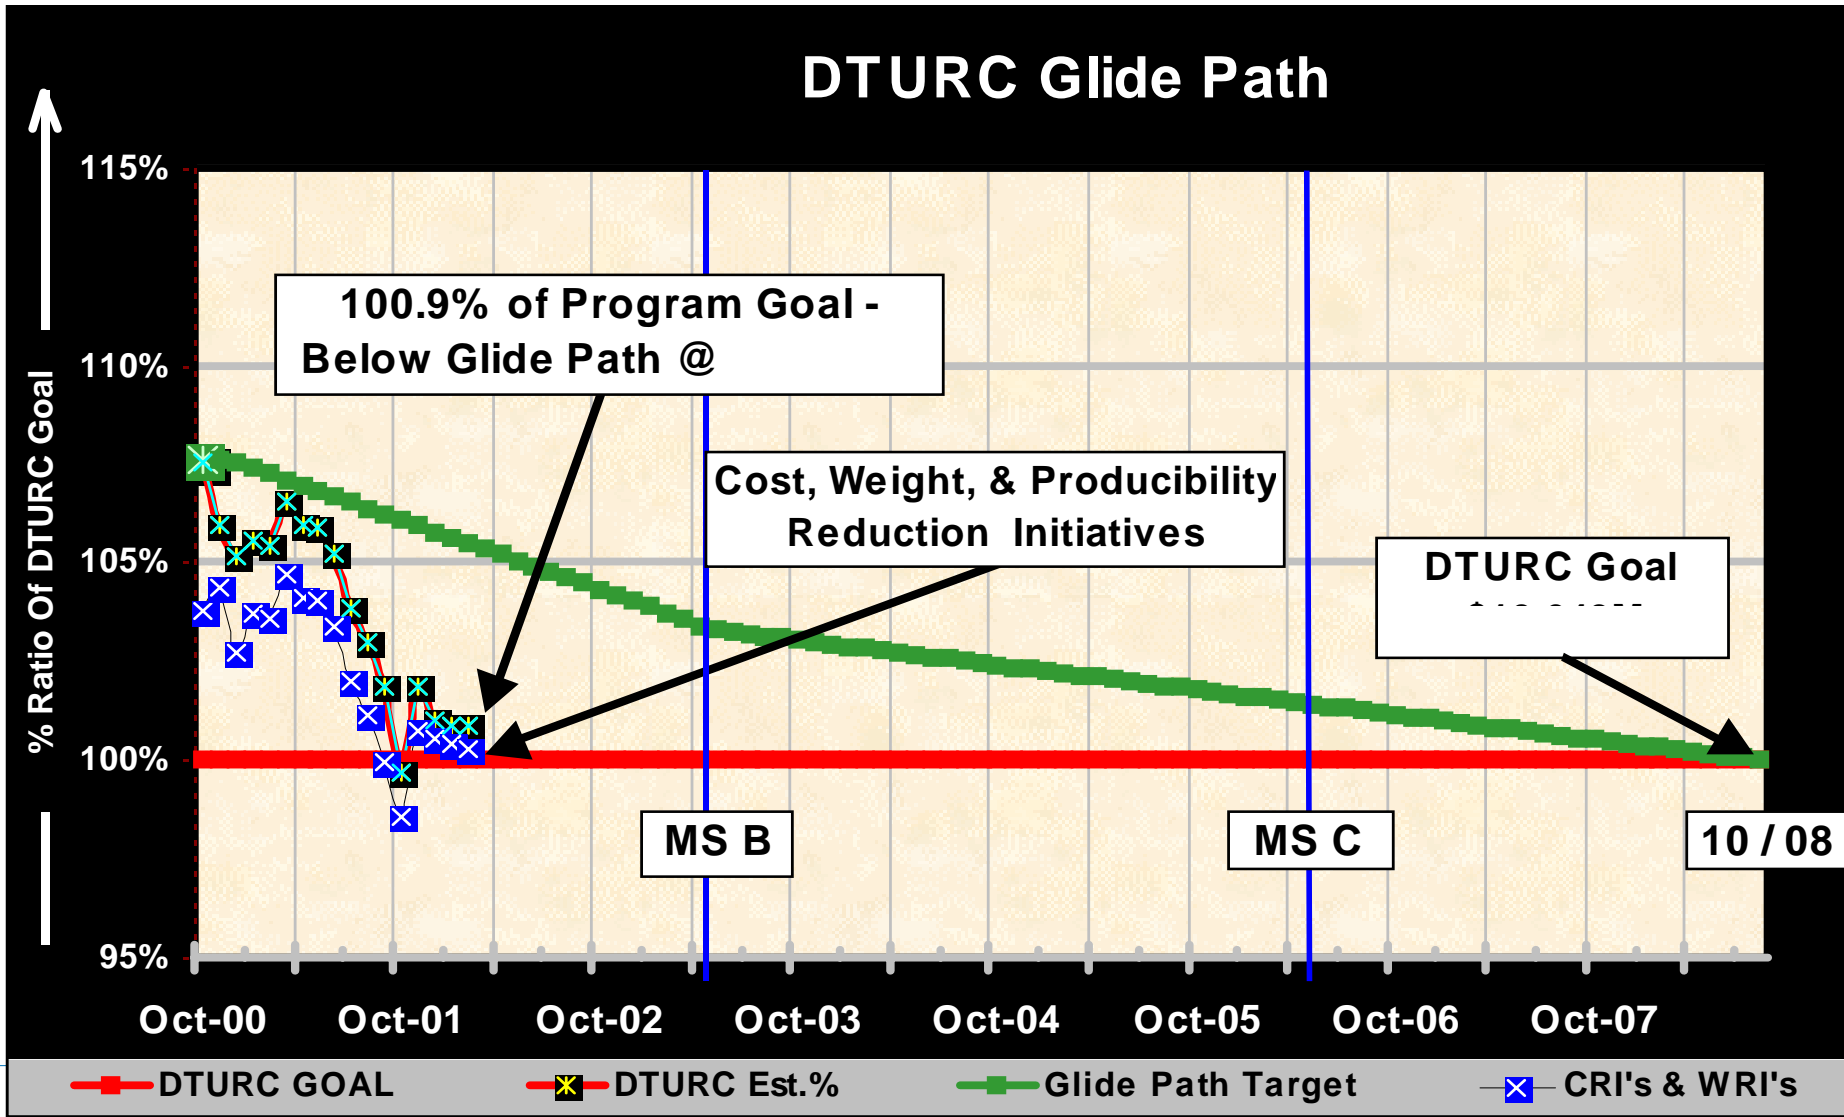 DTURC Glide Path
% Ratio Of DTURC Goal
115%
110%
105%
100%
95%
100.9% of Program Goal -
Below Glide Path @
Cost, Weight, & Producibility
Reduction Initiatives
DTURC Goal
MS B
MS C
10 / 08
Oct-00 Oct-01 Oct-02 Oct-03 Oct-04 Oct-05 Oct-06 Oct-07
DTURC GOAL DTURC Est.% Glide Path Target CRI's & WRI's